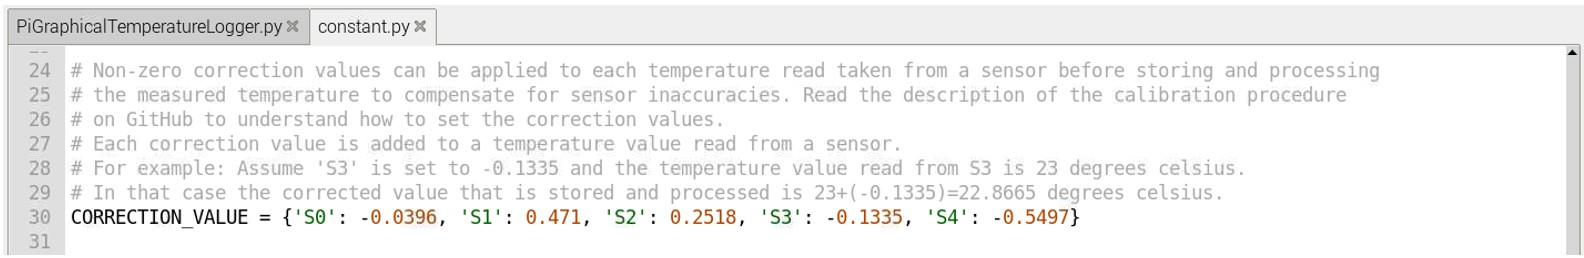 PiGraphicalTemperatureLogger.py constant.py
24 # Non-zero correction values can be applied to each temperature read taken from a sensor before storing and processing
25 # the measured temperature to compensate for sensor inaccuracies. Read the description of the calibration procedure
26 # on GitHub to understand how to set the correction values.
27 # Each correction value is added to a temperature value read from a sensor.
28 # For example: Assume 'S3' is set to -0.1335 and the temperature value read from S3 is 23 degrees celsius.
29 # In that case the corrected value that is stored and processed is 23+(-0.1335)=22.8665 degrees celsius.
30 CORRECTION_VALUE = {'S0': -0.0396, 'S1': 0.471, 'S2': 0.2518, 'S3': -0.1335, 'S4': -0.5497}
31